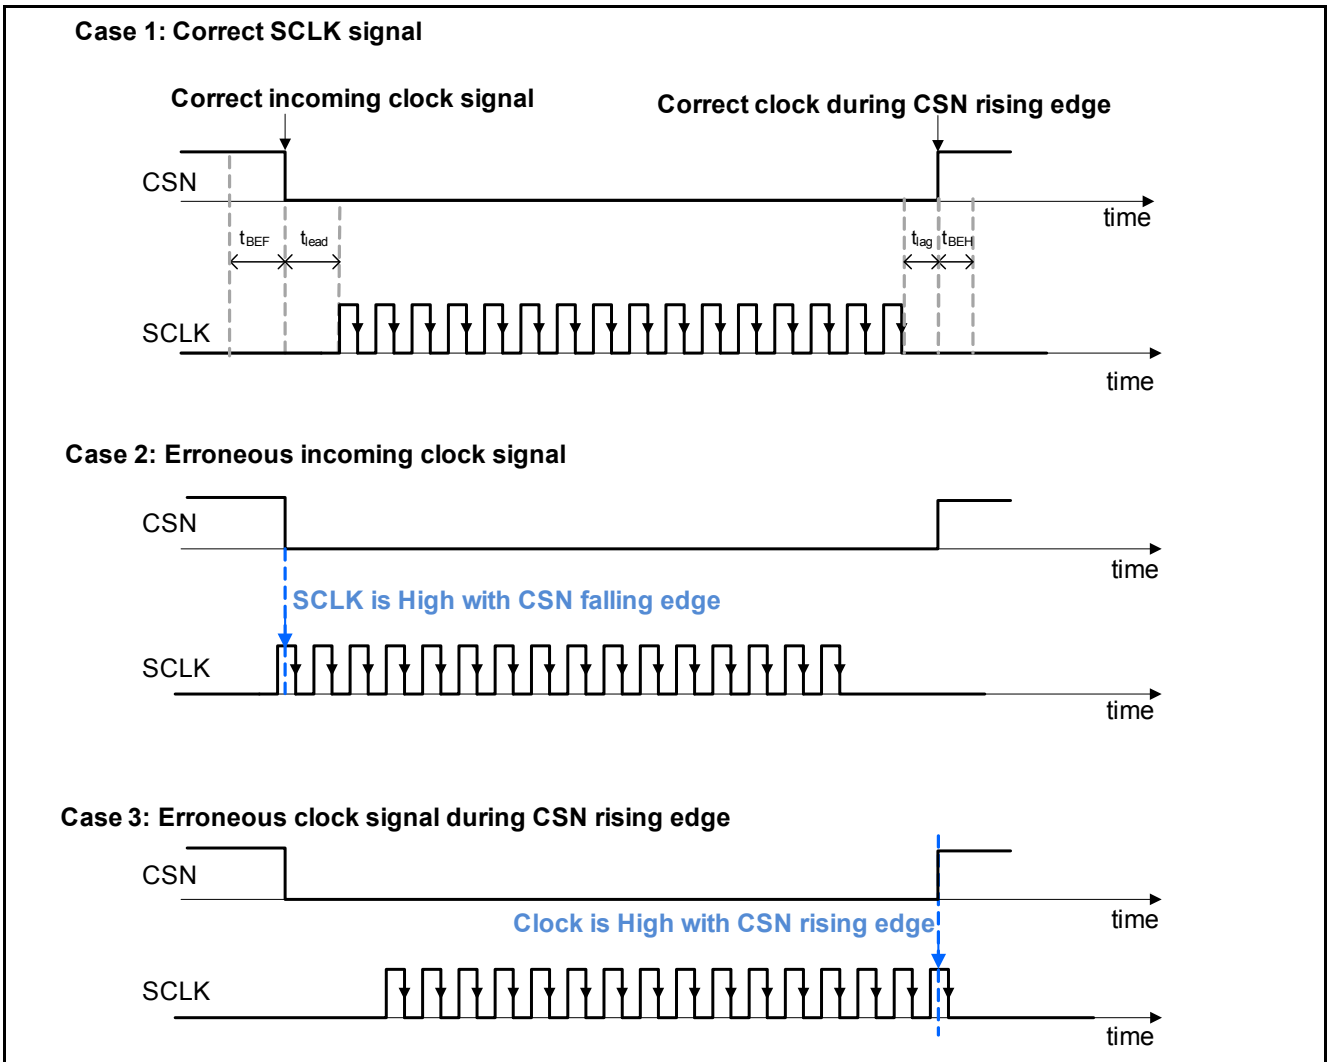 Case 1: Correct SCLK signal
Correct incoming clock signal
Correct clock during CSN rising edge
CSN
time
tBEF
tlead
tlag
tBEH
SCLK
time
Case 2: Erroneous incoming clock signal
CSN
time
SCLK is High with CSN falling edge
SCLK
time
Case 3: Erroneous clock signal during CSN rising edge
CSN
time
Clock is High with CSN rising edge
SCLK
time